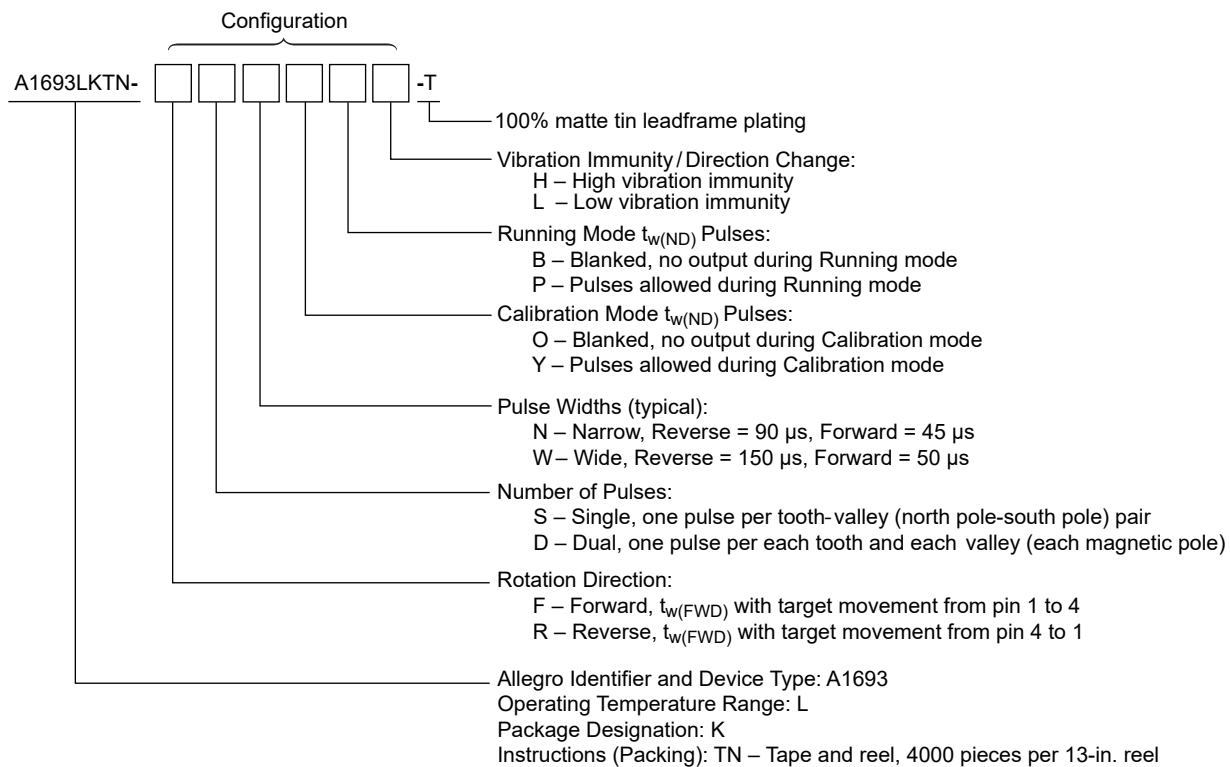 Configuration
A1693LKTN- -T
100% matte tin leadframe plating
Vibration Immunity/Direction Change:
H – High vibration immunity
L – Low vibration immunity
Running Mode tw(ND) Pulses:
B – Blanked, no output during Running mode
P – Pulses allowed during Running mode
Calibration Mode tw(ND) Pulses:
O – Blanked, no output during Calibration mode
Y – Pulses allowed during Calibration mode
Pulse Widths (typical):
N – Narrow, Reverse = 90 µs, Forward = 45 µs
W – Wide, Reverse = 150 µs, Forward = 50 µs
Number of Pulses:
S – Single, one pulse per tooth-valley (north pole-south pole) pair
D – Dual, one pulse per each tooth and each valley (each magnetic pole)
Rotation Direction:
F – Forward, tw(FWD) with target movement from pin 1 to 4
R – Reverse, tw(FWD) with target movement from pin 4 to 1
Allegro Identifier and Device Type: A1693
Operating Temperature Range: L
Package Designation: K
Instructions (Packing): TN – Tape and reel, 4000 pieces per 13-in. reel